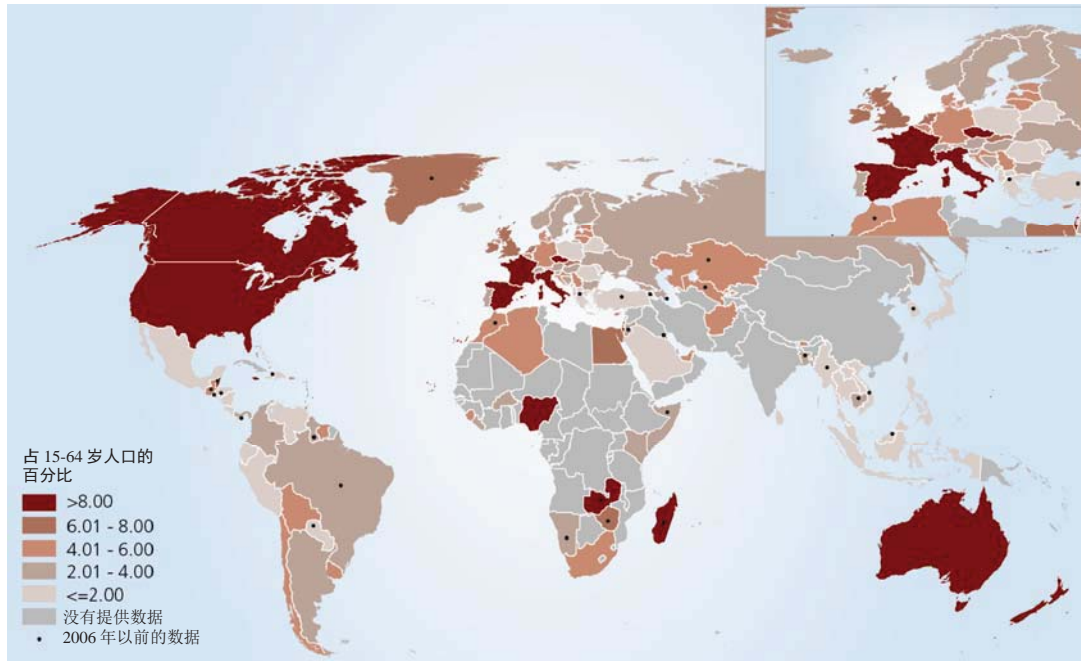 占 15-64 岁人口的
百分比
>8.00
6.01 - 8.00
4.01 - 6.00
2.01 - 4.00
<=2.00
没有提供数据
2006 年以前的数据